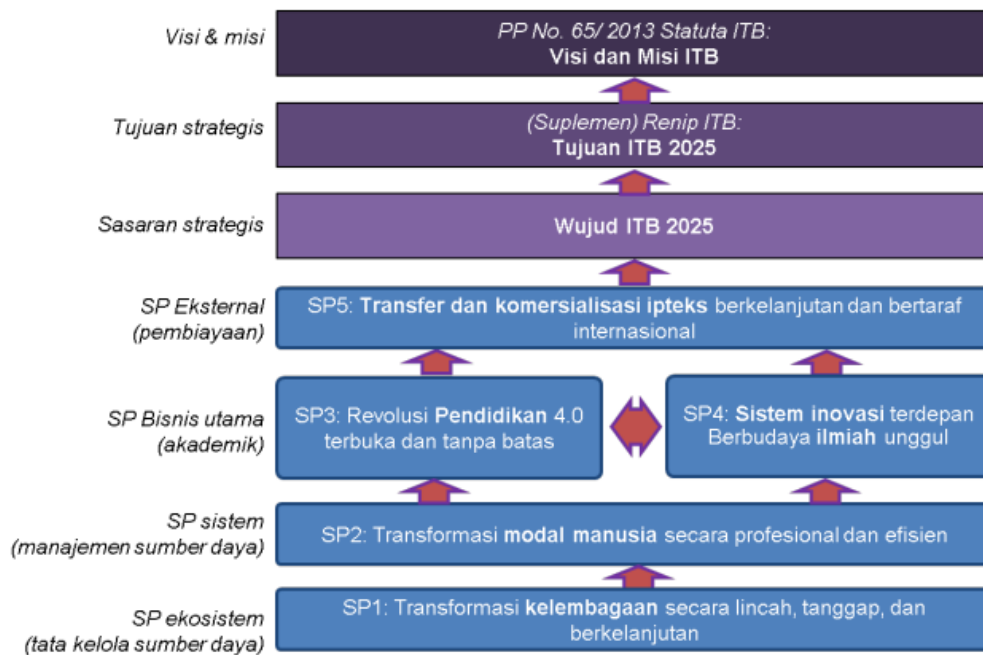 Visi & misi
PP No. 65/ 2013 Statuta ITB:
Visi dan Misi ITB
Tujuan strategis
(Suplemen) Renip ITB:
Tujuan ITB 2025
Sasaran strategis
Wujud ITB 2025
SP Eksternal
(pembiayaan)
SP5: Transfer dan komersialisasi ipteks berkelanjutan dan bertaraf
internasional
SP Bisnis utama
(akademik)
SP3: Revolusi Pendidikan 4.0
terbuka dan tanpa batas
SP4: Sistem inovasi terdepan
Berbudaya ilmiah unggul
SP sistem
(manajemen sumber daya)
SP2: Transformasi modal manusia secara profesional dan efisien
SP ekosistem
(tata kelola sumber daya)
SP1: Transformasi kelembagaan secara lincah, tanggap, dan
berkelanjutan